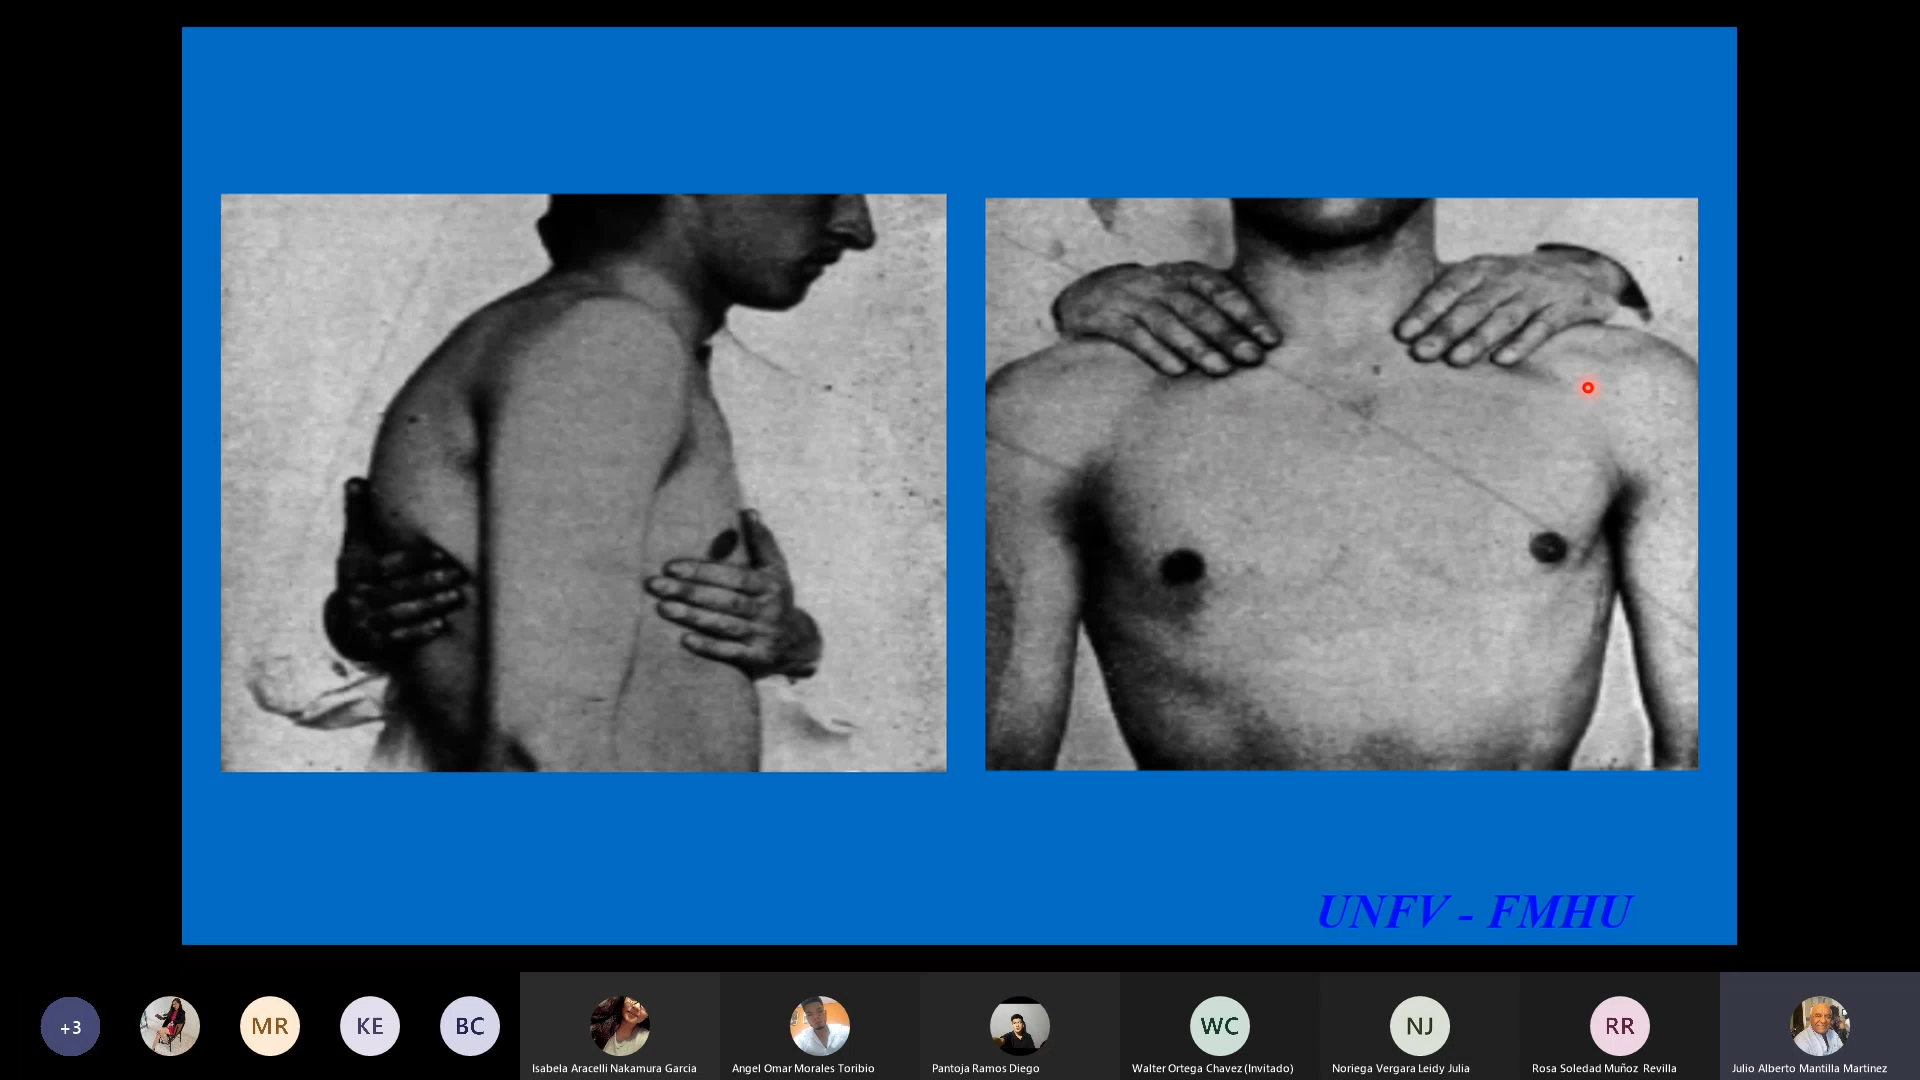 UNFV - FMHU
+3
MR
KE
BC
Isabela Aracelli Nakamura Garcia
Angel Omar Morales Toribio
Pantoja Ramos Diego
WC
Walter Ortega Chavez (Invitado)
NJ
Noriega Vergara Leidy Julia
RR
Rosa Soledad Muñoz Revilla
Julio Alberto Mantilla Martinez